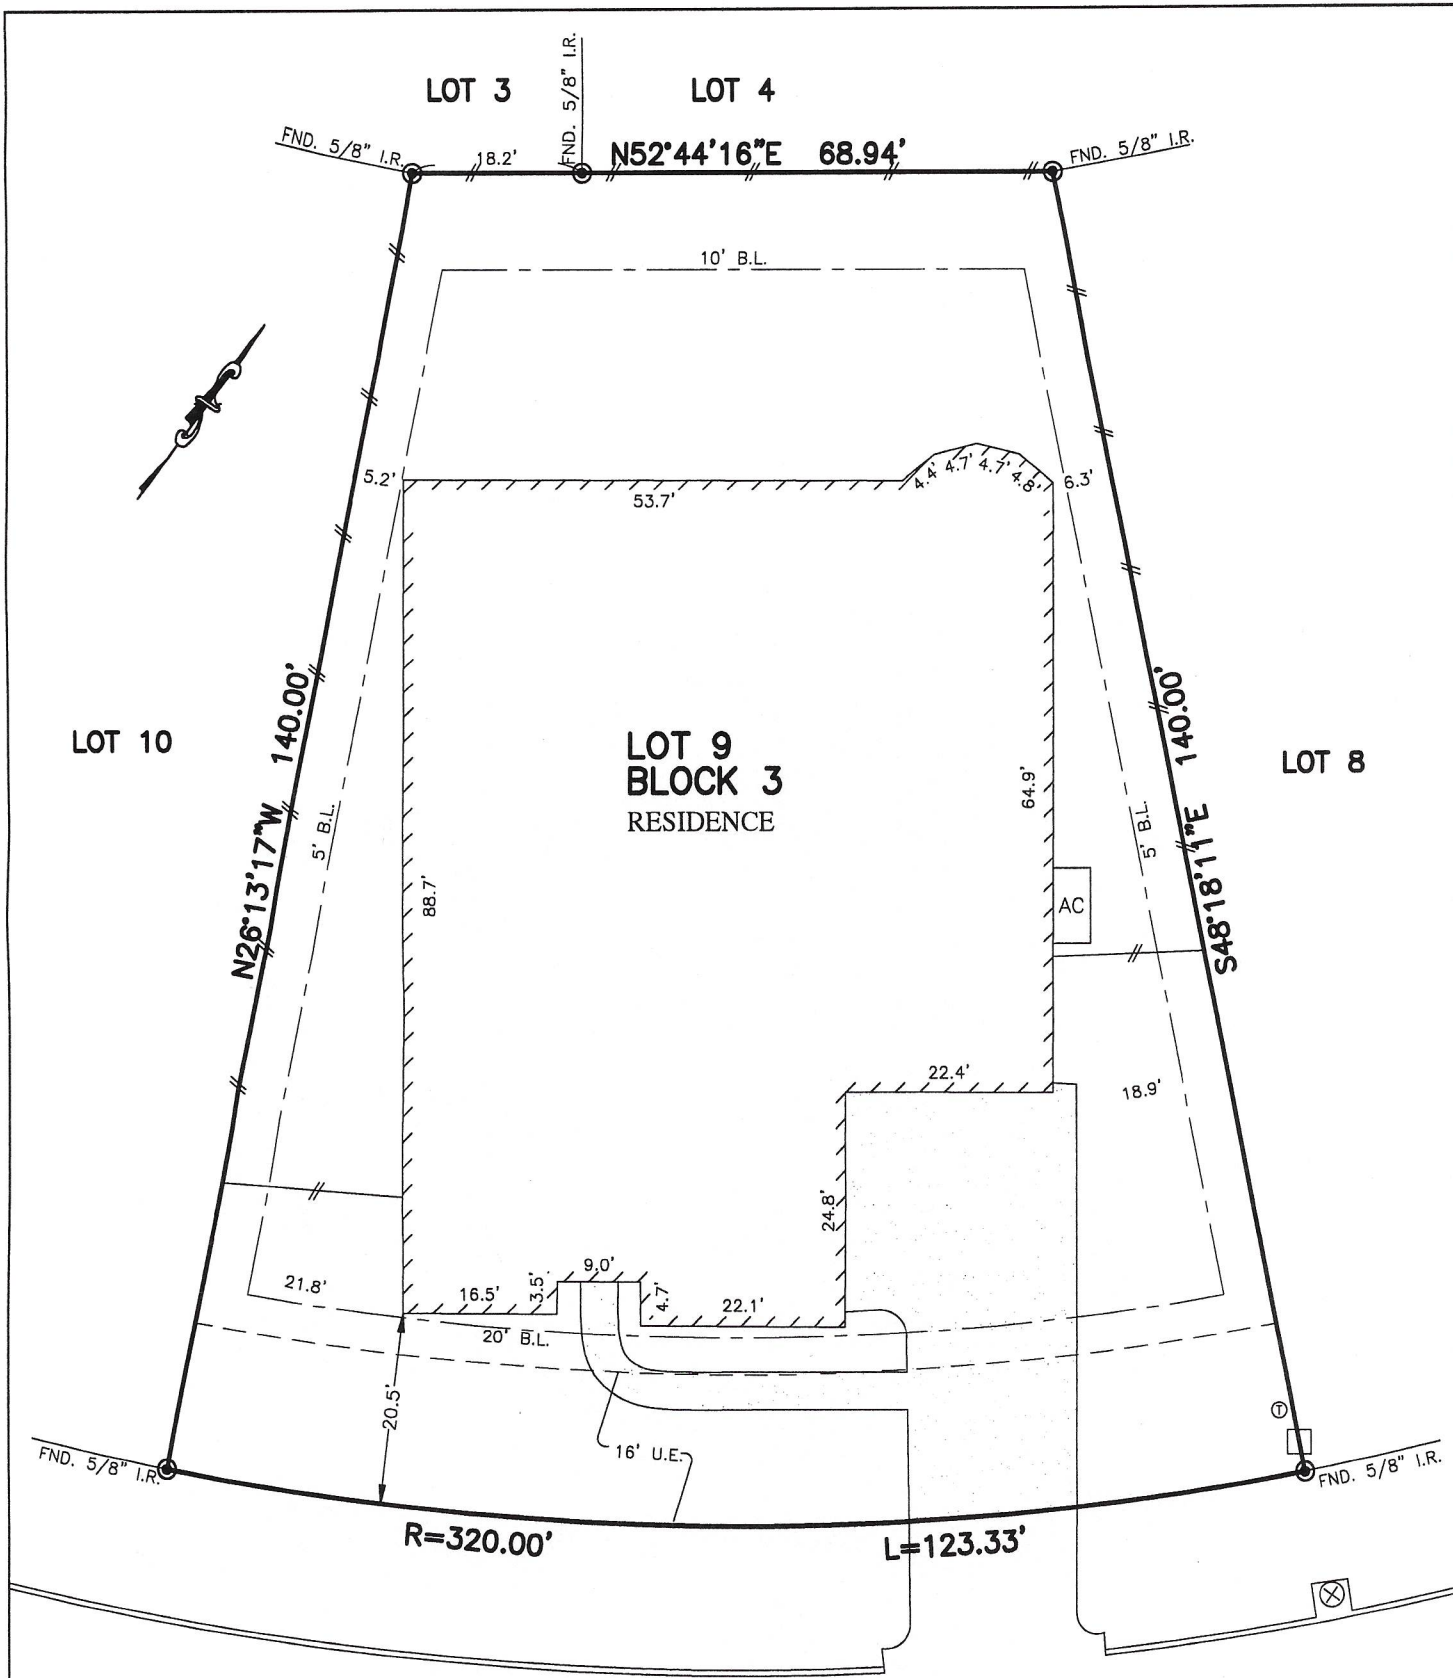 LOT 3
LOT 4
FND. 5/8" I.R.
FND. 5/8" I.R.
18.2'
N52°44'16"E 68.94'
FND. 5/8" I.R.
10' B.L.
5.2'
53.7'
4.4'
4.7'
4.7'
4.8'
6.3'
LOT 10
N26°13'17"W 140.00'
5' B.L.
88.7'
LOT 9
BLOCK 3
RESIDENCE
64.9'
AC
5' B.L.
S48°18'11"E 140.00'
LOT 8
22.4'
18.9'
24.8'
21.8'
16.5'
3.5'
9.0'
4.7'
22.1'
20' B.L.
20.5'
16' U.E.
T
FND. 5/8" I.R.
FND. 5/8" I.R.
R=320.00'
L=123.33'